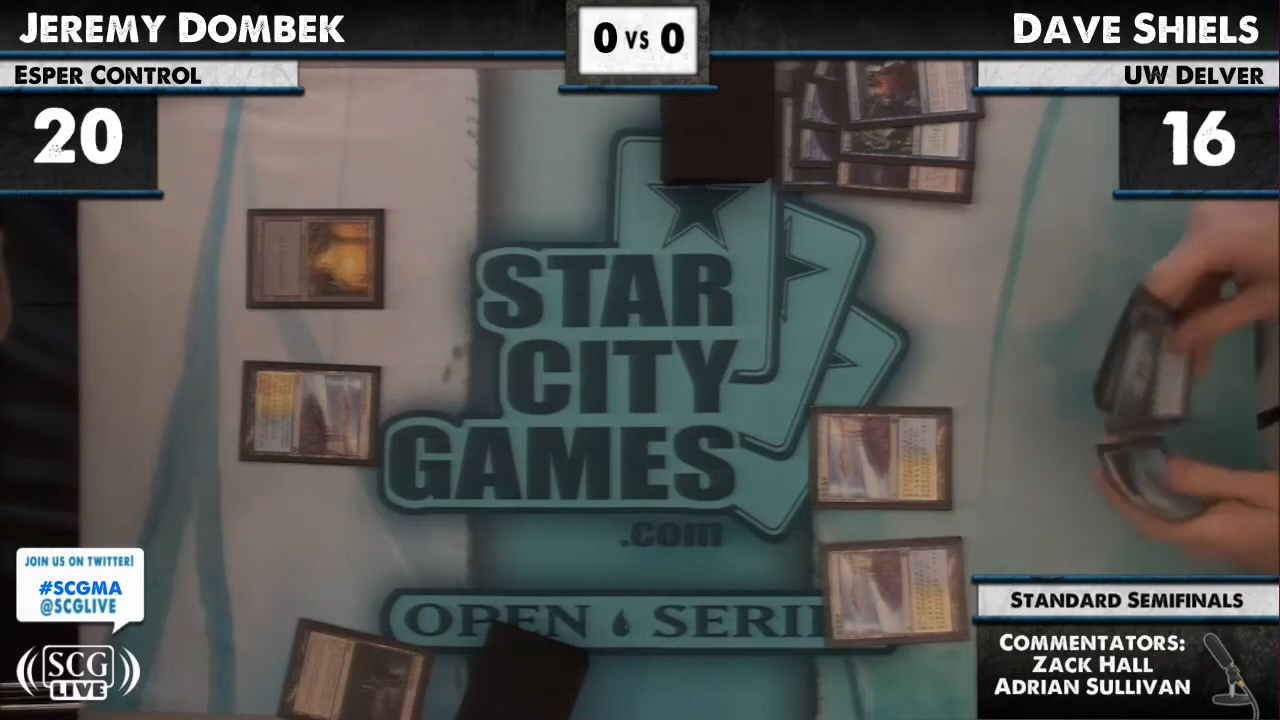 JEREMY DOMBEK
0 VS 0
DAVE SHIELS
ESPER CONTROL
UW DELVER
20
16
STAR
CITY
GAMES
.com
OPEN SERI
JOIN US ON TWITTER!
#SCGMA
@SCGLIVE
SCG
LIVE
STANDARD SEMIFINALS
COMMENTATORS:
ZACK HALL
ADRIAN SULLIVAN